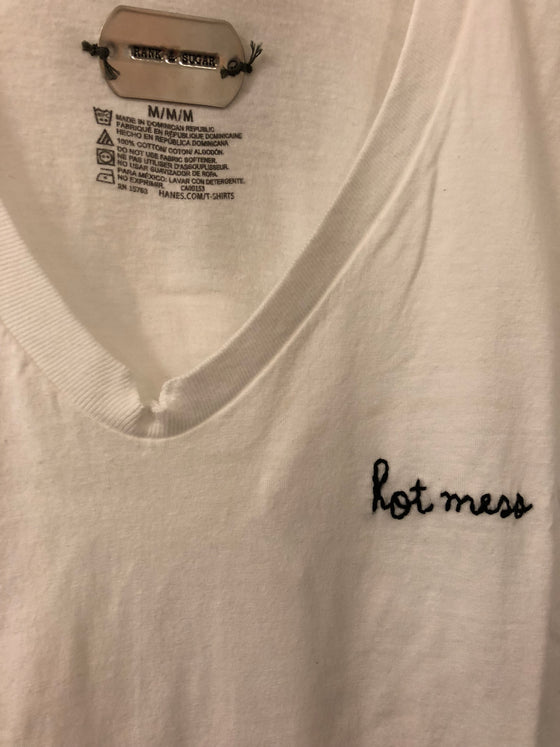 RANK & SUGAR
M/M/M
MADE IN DOMINICAN REPUBLIC
FABRIQUÉ EN RÉPUBLIQUE DOMINICAINE
HECHO EN REPÚBLICA DOMINICANA
100% COTTON/ COTON/ ALGODÓN.
DO NOT USE FABRIC SOFTENER.
NE PAS UTILISER D'ASSOUPLISSEUR.
NO USAR SUAVIZADOR DE ROPA.
PARA MÉXICO: LAVAR CON DETERGENTE.
NO EXPRIMIR. CA00153
RN 15763 HANES.COM/T-SHIRTS
hot mess